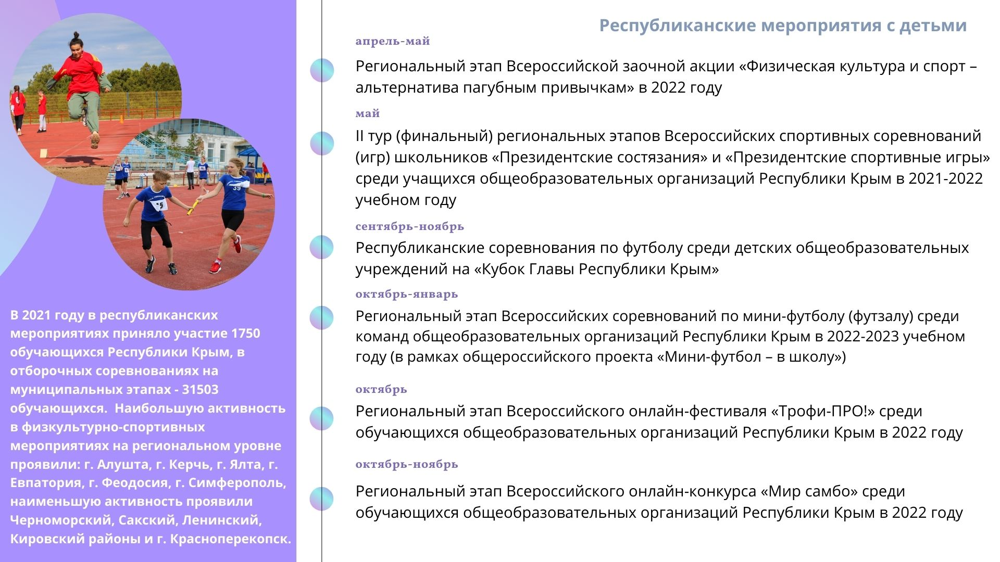 Республиканские мероприятия с детьми
апрель-май
Региональный этап Всероссийской заочной акции «Физическая культура и спорт –
альтернатива пагубным привычкам» в 2022 году
май
II тур (финальный) региональных этапов Всероссийских спортивных соревнований
(игр) школьников «Президентские состязания» и «Президентские спортивные игры»
среди учащихся общеобразовательных организаций Республики Крым в 2021-2022
учебном году
сентябрь-ноябрь
Республиканские соревнования по футболу среди детских общеобразовательных
учреждений на «Кубок Главы Республики Крым»
октябрь-январь
Региональный этап Всероссийских соревнований по мини-футболу (футзалу) среди
команд общеобразовательных организаций Республики Крым в 2022-2023 учебном
году (в рамках общероссийского проекта «Мини-футбол – в школу»)
октябрь
Региональный этап Всероссийского онлайн-фестиваля «Трофи-ПРО!» среди
обучающихся общеобразовательных организаций Республики Крым в 2022 году
октябрь-ноябрь
Региональный этап Всероссийского онлайн-конкурса «Мир самбо» среди
обучающихся общеобразовательных организаций Республики Крым в 2022 году
39
В 2021 году в республиканских
мероприятиях приняло участие 1750
обучающихся Республики Крым, в
отборочных соревнованиях на
муниципальных этапах - 31503
обучающихся.  Наибольшую активность
в физкультурно-спортивных
мероприятиях на региональном уровне
проявили: г. Алушта, г. Керчь, г. Ялта, г.
Евпатория, г. Феодосия, г. Симферополь,
наименьшую активность проявили
Черноморский, Сакский, Ленинский,
Кировский районы и г. Красноперекопск.